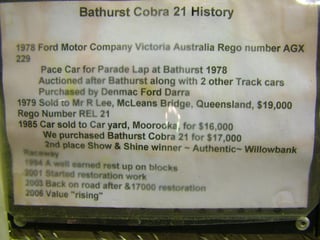 Bathurst Cobra 21 History
1978 Ford Motor Company Victoria Australia Rego number AGX
229
Pace Car for Parade Lap at Bathurst 1978
Auctioned after Bathurst along with 2 other Track cars
Purchased by Denmac Ford Darra
1979 Sold to Mr R Lee, McLeans Bridge, Queensland, $19,000
Rego Number REL 21
1985 Car sold to Car yard, Moorooka, for $16,000
We purchased Bathurst Cobra 21 for $17,000
2nd place Show & Shine winner ~ Authentic~ Willowbank
Raceway
1994 A well earned rest up on blocks
2001 Started restoration work
2003 Back on road after &17000 restoration
2006 Value "rising"